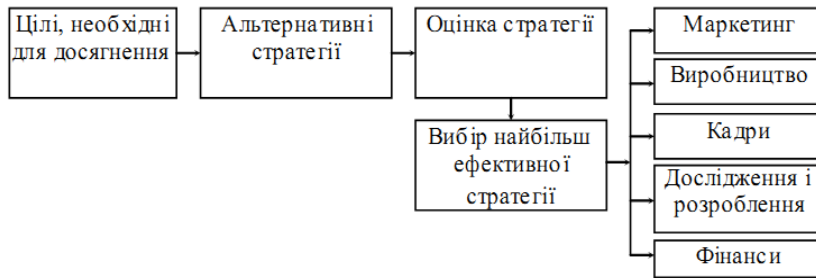 Цілі, необхідні
для досягнення
Альтернативні
стратегії
Оцінка стратегії
Вибір найбільш
ефективної
стратегії
Маркетинг
Виробництво
Кадри
Дослідження і
розроблення
Фінанси